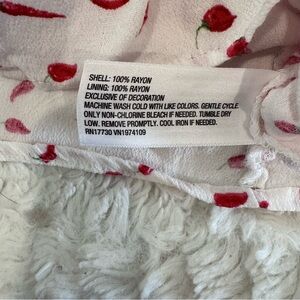 SHELL: 100% RAYON
LINING: 100% RAYON
EXCLUSIVE OF DECORATION
MACHINE WASH COLD WITH LIKE COLORS. GENTLE CYCLE.
ONLY NON-CHLORINE BLEACH IF NEEDED. TUMBLE DRY
LOW. REMOVE PROMPTLY. COOL IRON IF NEEDED.
RN17730 VN1974109